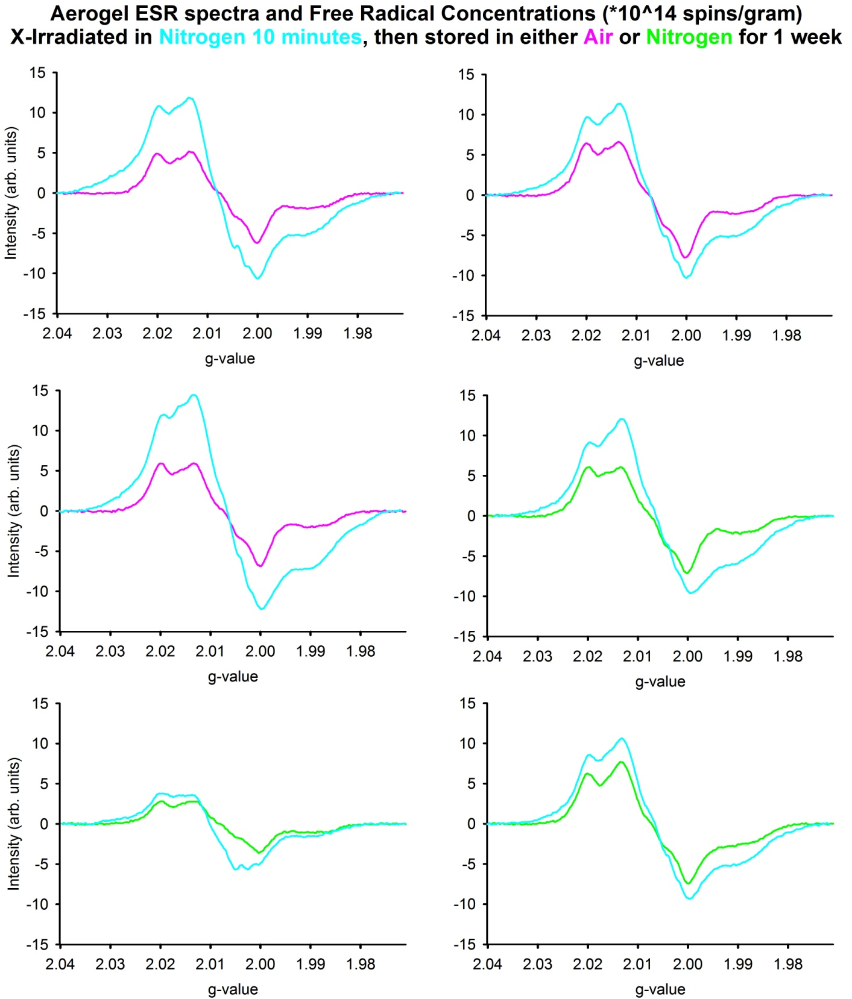 Aerogel ESR spectra and Free Radical Concentrations (*10^14 spins/gram)
X-Irradiated in Nitrogen 10 minutes, then stored in either Air or Nitrogen for 1 week
Intensity (arb. units)
15
10
5
0
-5
-10
-15
2.04 2.03 2.02 2.01 2.00 1.99 1.98
g-value
15
10
5
0
-5
-10
-15
2.04 2.03 2.02 2.01 2.00 1.99 1.98
g-value
Intensity (arb. units)
15
10
5
0
-5
-10
-15
2.04 2.03 2.02 2.01 2.00 1.99 1.98
g-value
15
10
5
0
-5
-10
-15
2.04 2.03 2.02 2.01 2.00 1.99 1.98
g-value
Intensity (arb. units)
15
10
5
0
-5
-10
-15
2.04 2.03 2.02 2.01 2.00 1.99 1.98
g-value
15
10
5
0
-5
-10
-15
2.04 2.03 2.02 2.01 2.00 1.99 1.98
g-value